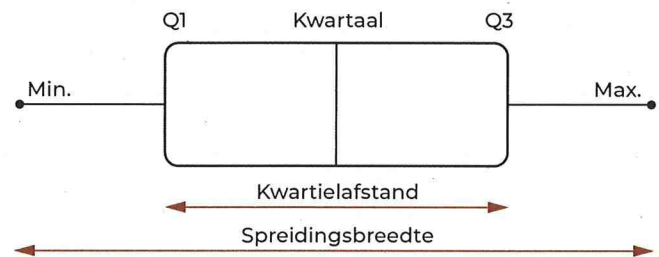 Q1 Kwartaal Q3
Min. Max.
Kwartielafstand
Spreidingsbreedte